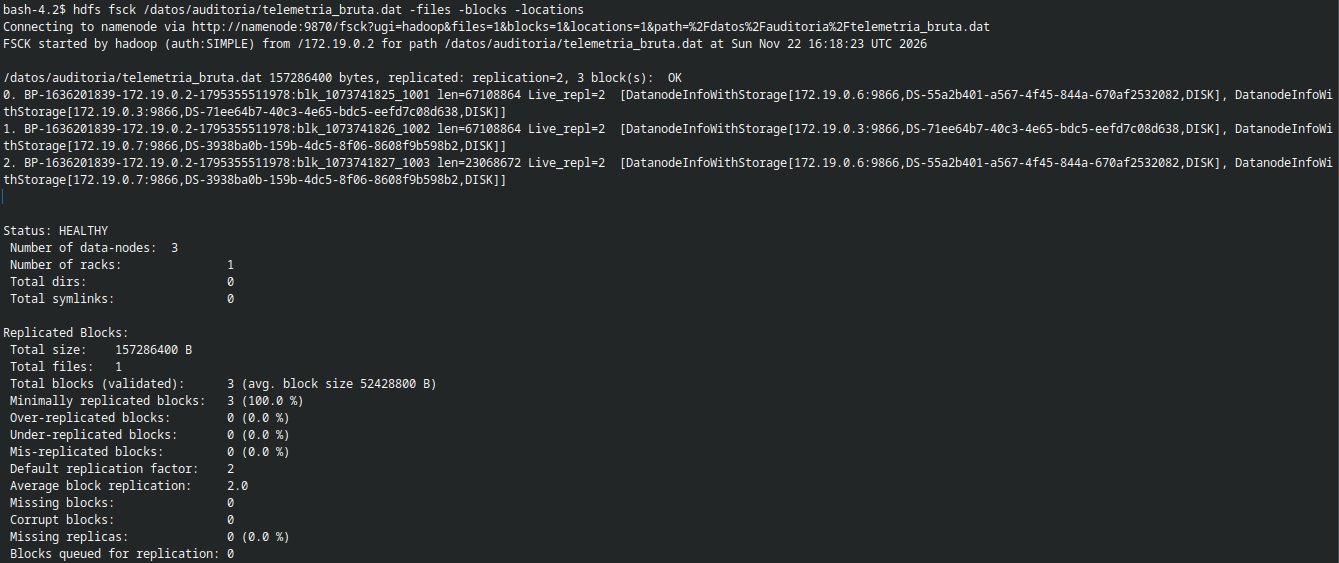 bash-4.2$ hdfs fsck /datos/auditoria/telemetria_bruta.dat -files -blocks -locations
Connecting to namenode via http://namenode:9870/fsck?ugi=hadoop&files=1&blocks=1&locations=1&path=%2Fdatos%2Fauditoria%2Ftelemetria_bruta.dat
FSCK started by hadoop (auth:SIMPLE) from /172.19.0.2 for path /datos/auditoria/telemetria_bruta.dat at Sun Nov 22 16:18:23 UTC 2026

/datos/auditoria/telemetria_bruta.dat 157286400 bytes, replicated: replication=2, 3 block(s):  OK
0. BP-1636201839-172.19.0.2-1795355511978:blk_1073741825_1001 len=67108864 Live_repl=2  [DatanodeInfoWithStorage[172.19.0.6:9866,DS-55a2b401-a567-4f45-844a-670af2532082,DISK], DatanodeInfoWi
thStorage[172.19.0.3:9866,DS-71ee64b7-40c3-4e65-bdc5-eefd7c08d638,DISK]]
1. BP-1636201839-172.19.0.2-1795355511978:blk_1073741826_1002 len=67108864 Live_repl=2  [DatanodeInfoWithStorage[172.19.0.3:9866,DS-71ee64b7-40c3-4e65-bdc5-eefd7c08d638,DISK], DatanodeInfoWi
thStorage[172.19.0.7:9866,DS-3938ba0b-159b-4dc5-8f06-8608f9b598b2,DISK]]
2. BP-1636201839-172.19.0.2-1795355511978:blk_1073741827_1003 len=23068672 Live_repl=2  [DatanodeInfoWithStorage[172.19.0.6:9866,DS-55a2b401-a567-4f45-844a-670af2532082,DISK], DatanodeInfoWi
thStorage[172.19.0.7:9866,DS-3938ba0b-159b-4dc5-8f06-8608f9b598b2,DISK]]

Status: HEALTHY
 Number of data-nodes:  3
 Number of racks:               1
 Total dirs:                    0
 Total symlinks:                0

Replicated Blocks:
 Total size:    157286400 B
 Total files:   1
 Total blocks (validated):      3 (avg. block size 52428800 B)
 Minimally replicated blocks:   3 (100.0 %)
 Over-replicated blocks:        0 (0.0 %)
 Under-replicated blocks:       0 (0.0 %)
 Mis-replicated blocks:         0 (0.0 %)
 Default replication factor:    2
 Average block replication:     2.0
 Missing blocks:                0
 Corrupt blocks:                0
 Missing replicas:              0 (0.0 %)
 Blocks queued for replication: 0